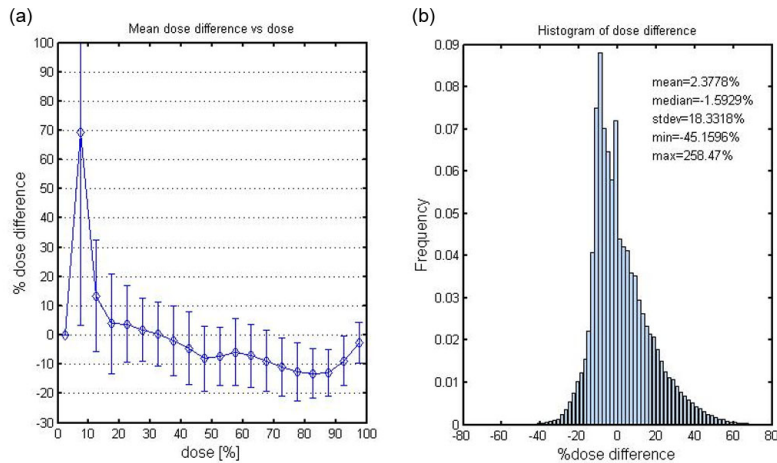 (a)
Mean dose difference vs dose
100
90
80
70
60
50
40
30
20
10
0
-10
-20
-30
% dose difference
0 10 20 30 40 50 60 70 80 90 100
dose [%]
(b)
Histogram of dose difference
0.09
0.08
0.07
0.06
0.05
0.04
0.03
0.02
0.01
0
Frequency
mean=2.3778%
median=-1.5929%
stdev=18.3318%
min=-45.1596%
max=258.47%
-80 -60 -40 -20 0 20 40 60 80
%dose difference